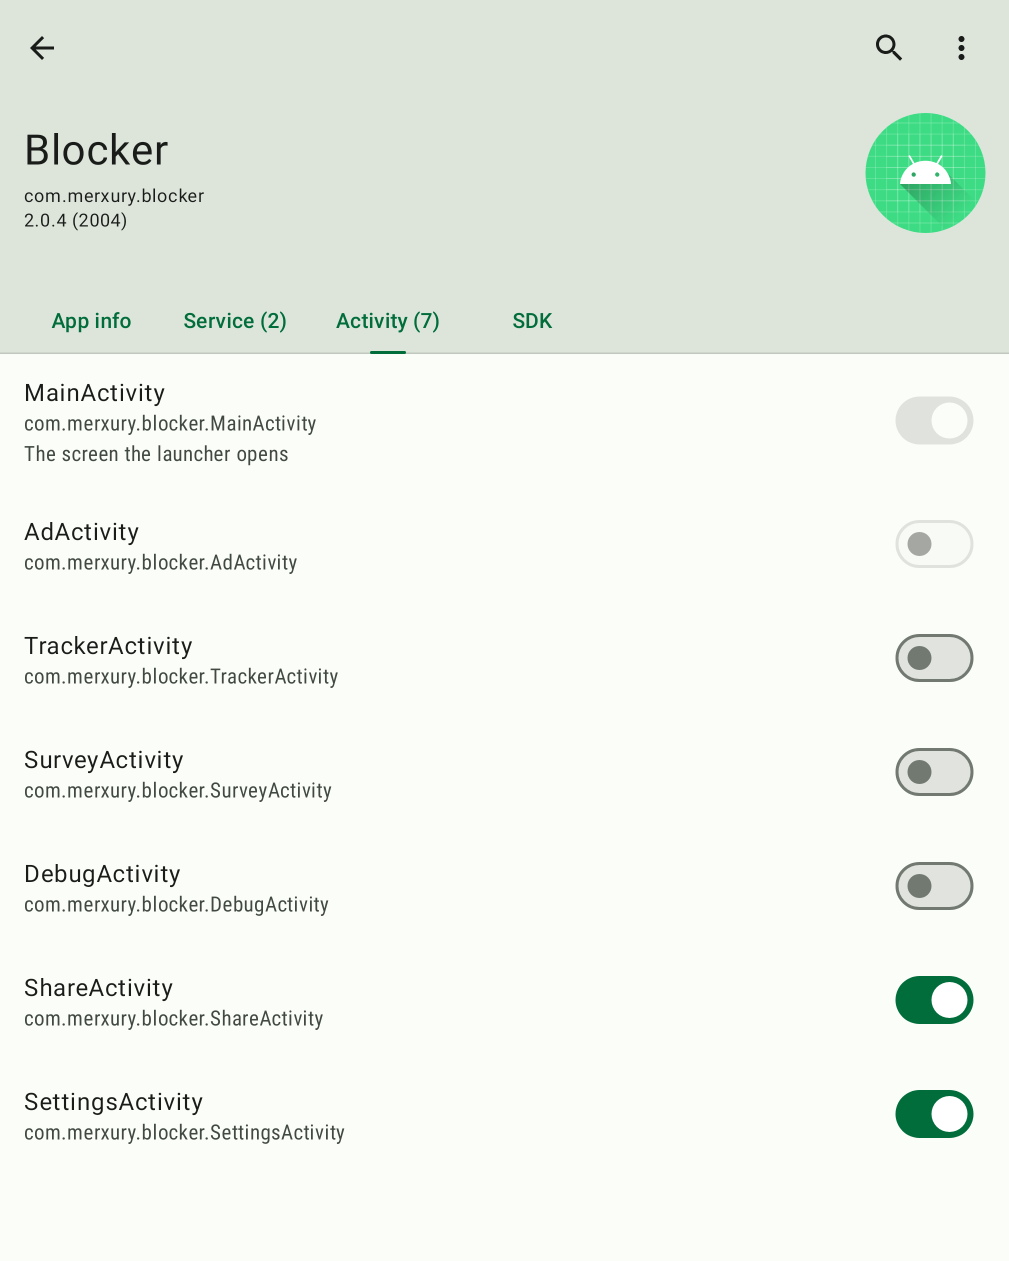 Blocker
com.merxury.blocker
2.0.4 (2004)
App info
Service (2)
Activity (7)
SDK
MainActivity
com.merxury.blocker.MainActivity
The screen the launcher opens
AdActivity
com.merxury.blocker.AdActivity
TrackerActivity
com.merxury.blocker.TrackerActivity
SurveyActivity
com.merxury.blocker.SurveyActivity
DebugActivity
com.merxury.blocker.DebugActivity
ShareActivity
com.merxury.blocker.ShareActivity
SettingsActivity
com.merxury.blocker.SettingsActivity